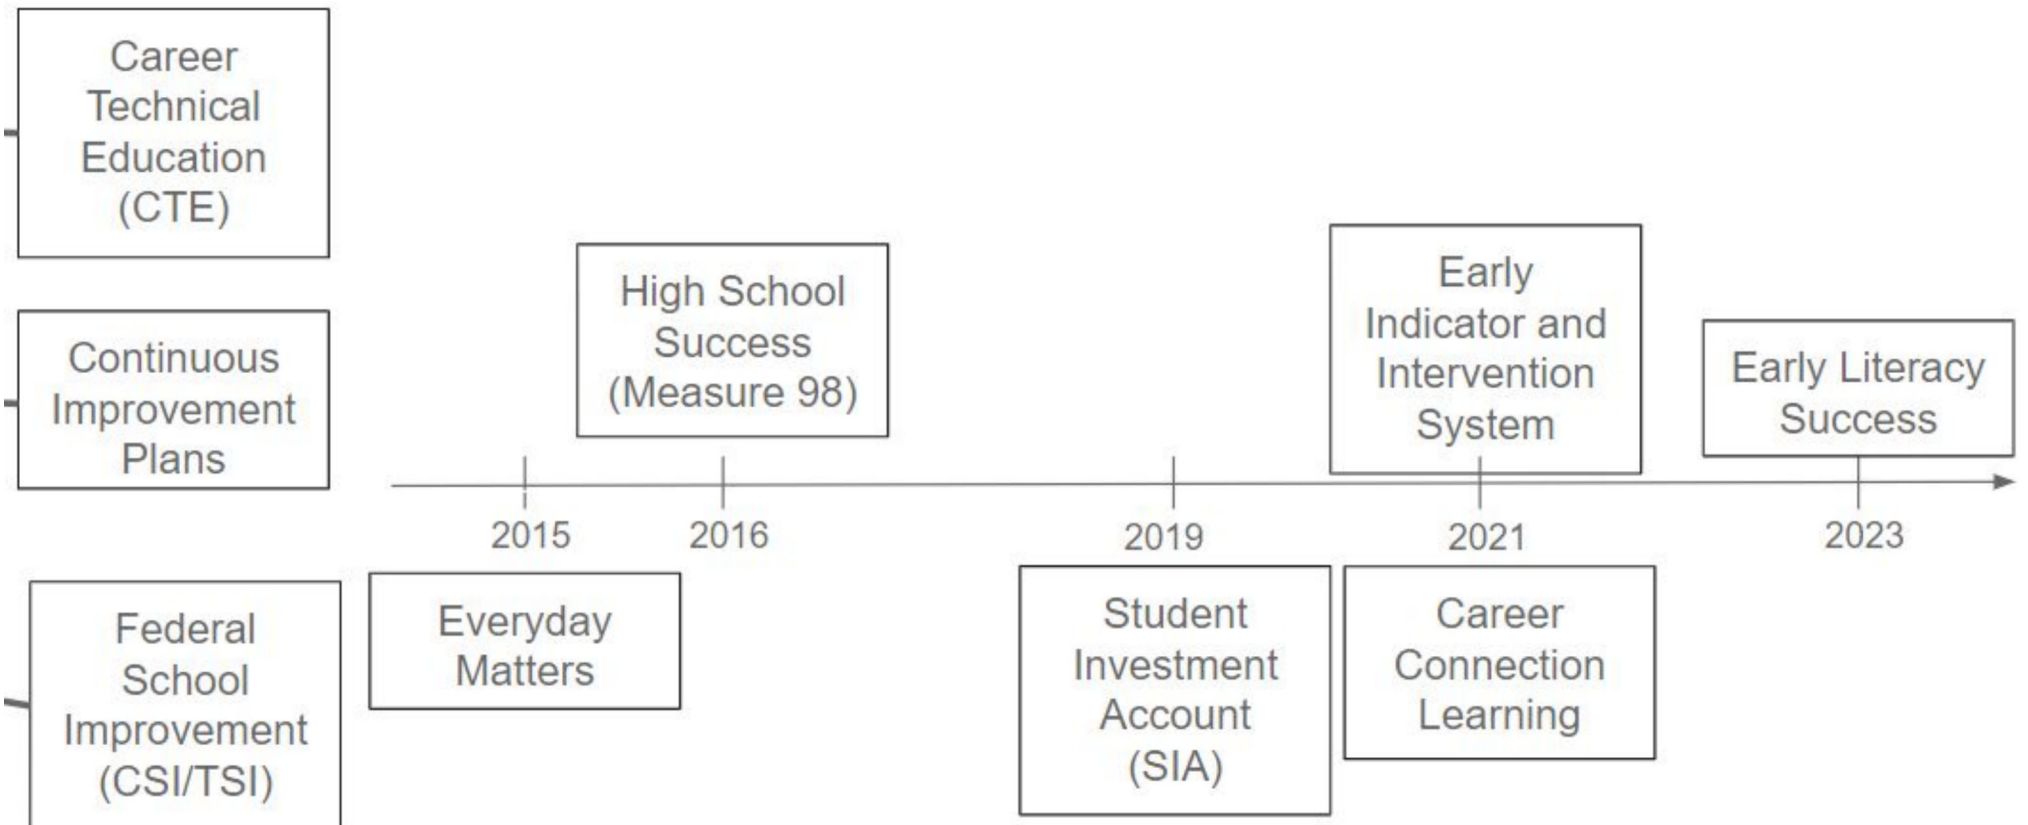 Career
Technical
Education
(CTE)
Continuous
Improvement
Plans
Federal
School
Improvement
(CSI/TSI)
High School
Success
(Measure 98)
Early
Indicator and
Intervention
System
Early Literacy
Success
2015
2016
2019
2021
2023
Everyday
Matters
Student
Investment
Account
(SIA)
Career
Connection
Learning